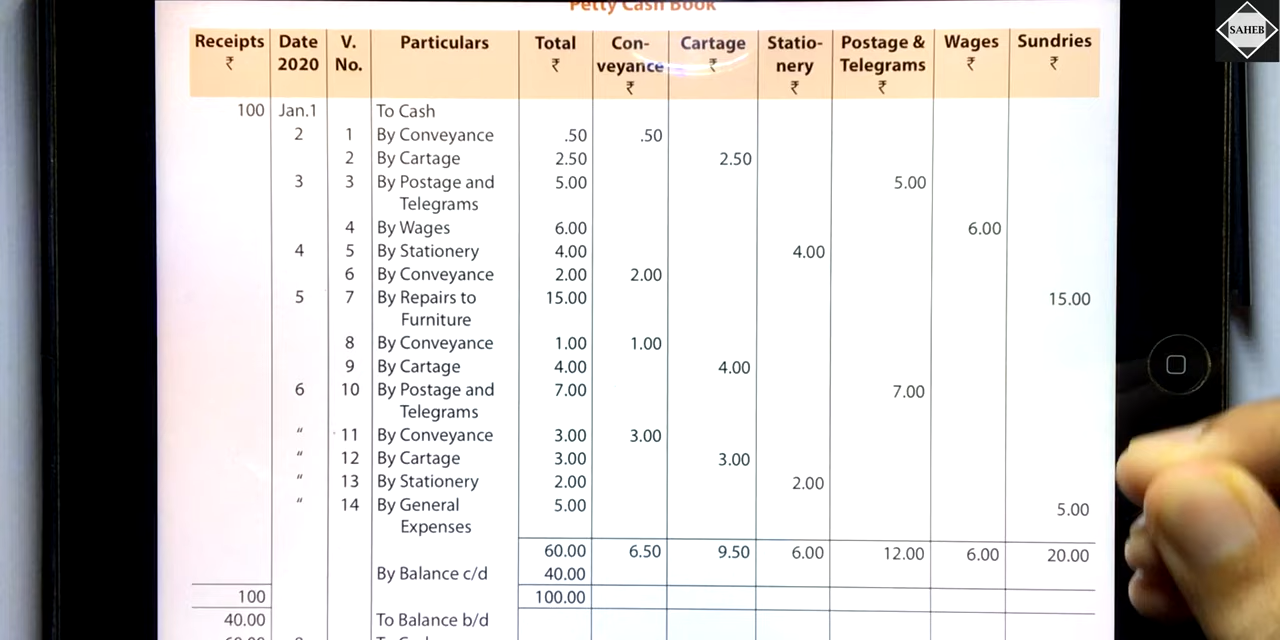 Petty Cash Book
SAHEB
Receipts Date V. Particulars Total Con- Cartage Statio- Postage & Wages Sundries
₹ 2020 No. ₹ veyance ₹ nery Telegrams ₹ ₹
₹ ₹ ₹
100 Jan.1 To Cash
2 1 By Conveyance .50 .50
2 By Cartage 2.50 2.50
3 3 By Postage and 5.00 5.00
Telegrams
4 By Wages 6.00 6.00
4 5 By Stationery 4.00 4.00
6 By Conveyance 2.00 2.00
5 7 By Repairs to 15.00 15.00
Furniture
8 By Conveyance 1.00 1.00
9 By Cartage 4.00 4.00
6 10 By Postage and 7.00 7.00
Telegrams
" 11 By Conveyance 3.00 3.00
" 12 By Cartage 3.00 3.00
" 13 By Stationery 2.00 2.00
" 14 By General 5.00 5.00
Expenses
60.00 6.50 9.50 6.00 12.00 6.00 20.00
By Balance c/d 40.00
100 100.00
40.00 To Balance b/d